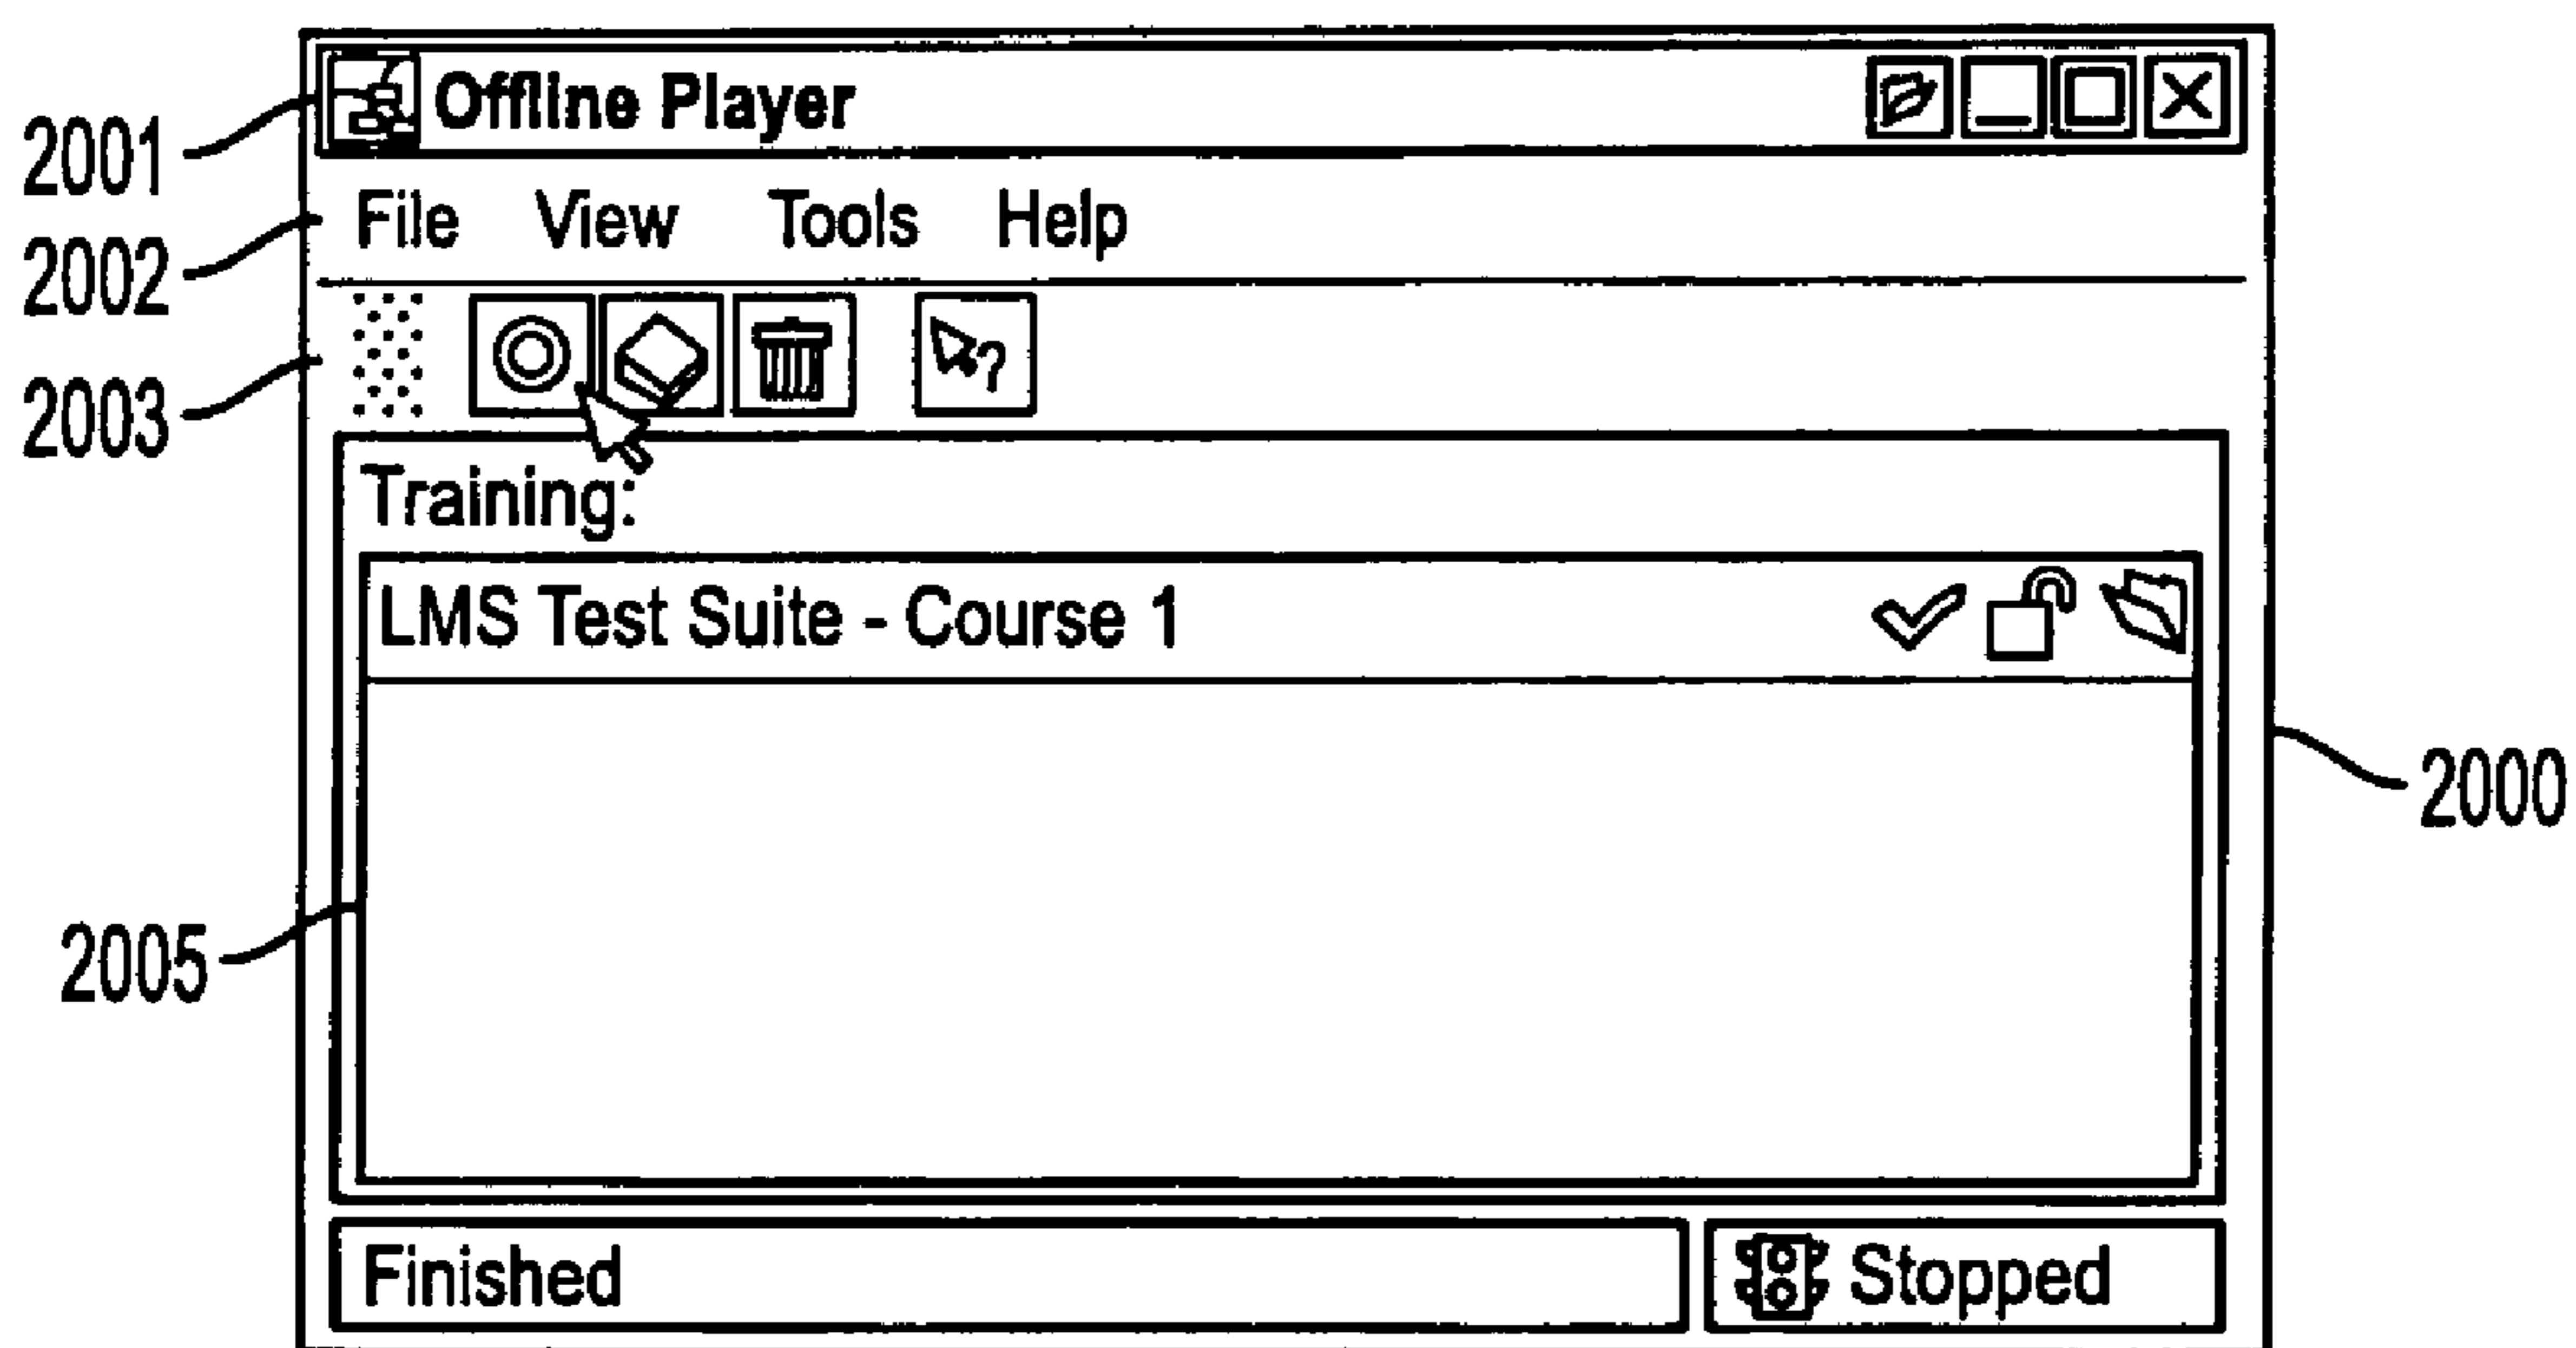 Offline Player
2001
File View Tools Help
2002
?
2003
Training:
LMS Test Suite - Course 1
2000
2005
Finished
Stopped